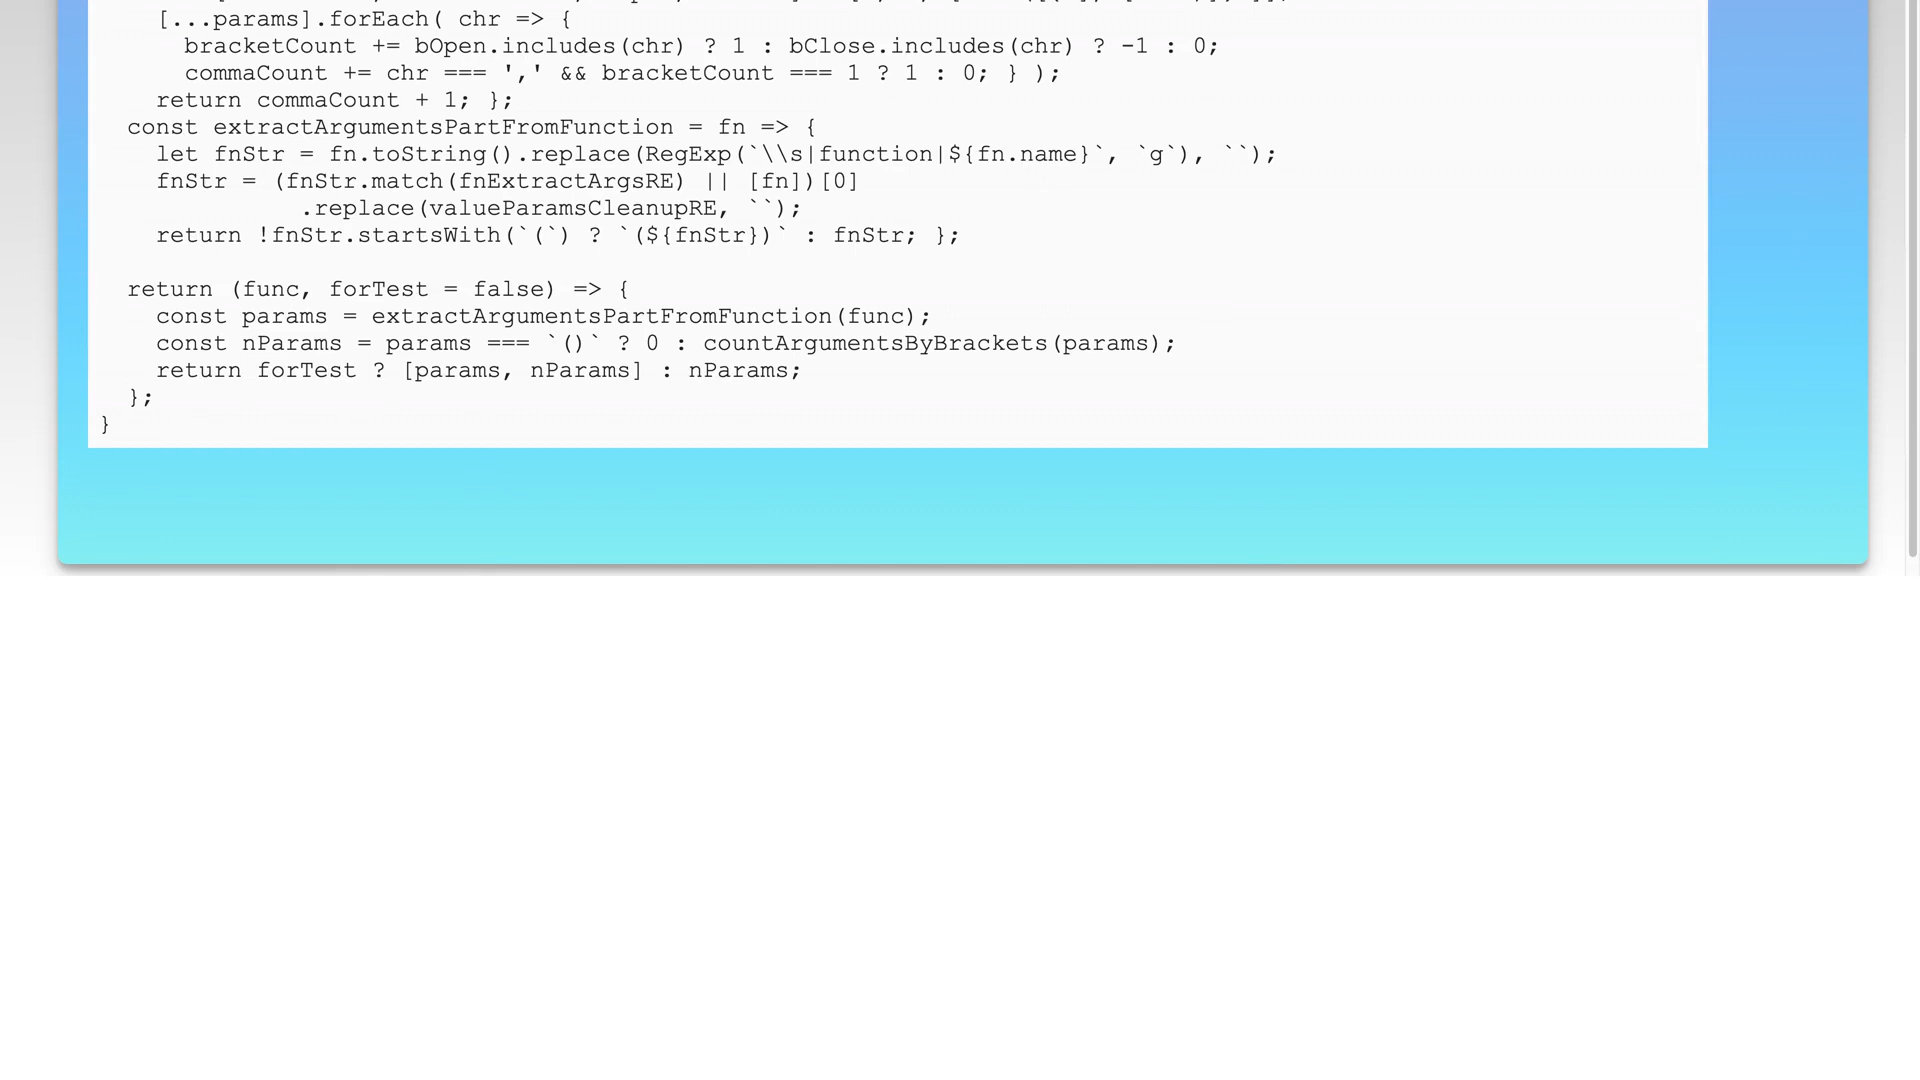 [...params].forEach( chr => {
bracketCount += bOpen.includes(chr) ? 1 : bClose.includes(chr) ? -1 : 0;
commaCount += chr === ',' && bracketCount === 1 ? 1 : 0; } );
return commaCount + 1; };
const extractArgumentsPartFromFunction = fn => {
let fnStr = fn.toString().replace(RegExp(`\\s|function|${fn.name}`, `g`), ``);
fnStr = (fnStr.match(fnExtractArgsRE) || [fn])[0]
.replace(valueParamsCleanupRE, ``);
return !fnStr.startsWith(`(`) ? `(${fnStr})` : fnStr; };
return (func, forTest = false) => {
const params = extractArgumentsPartFromFunction(func);
const nParams = params === `()` ? 0 : countArgumentsByBrackets(params);
return forTest ? [params, nParams] : nParams;
};
}